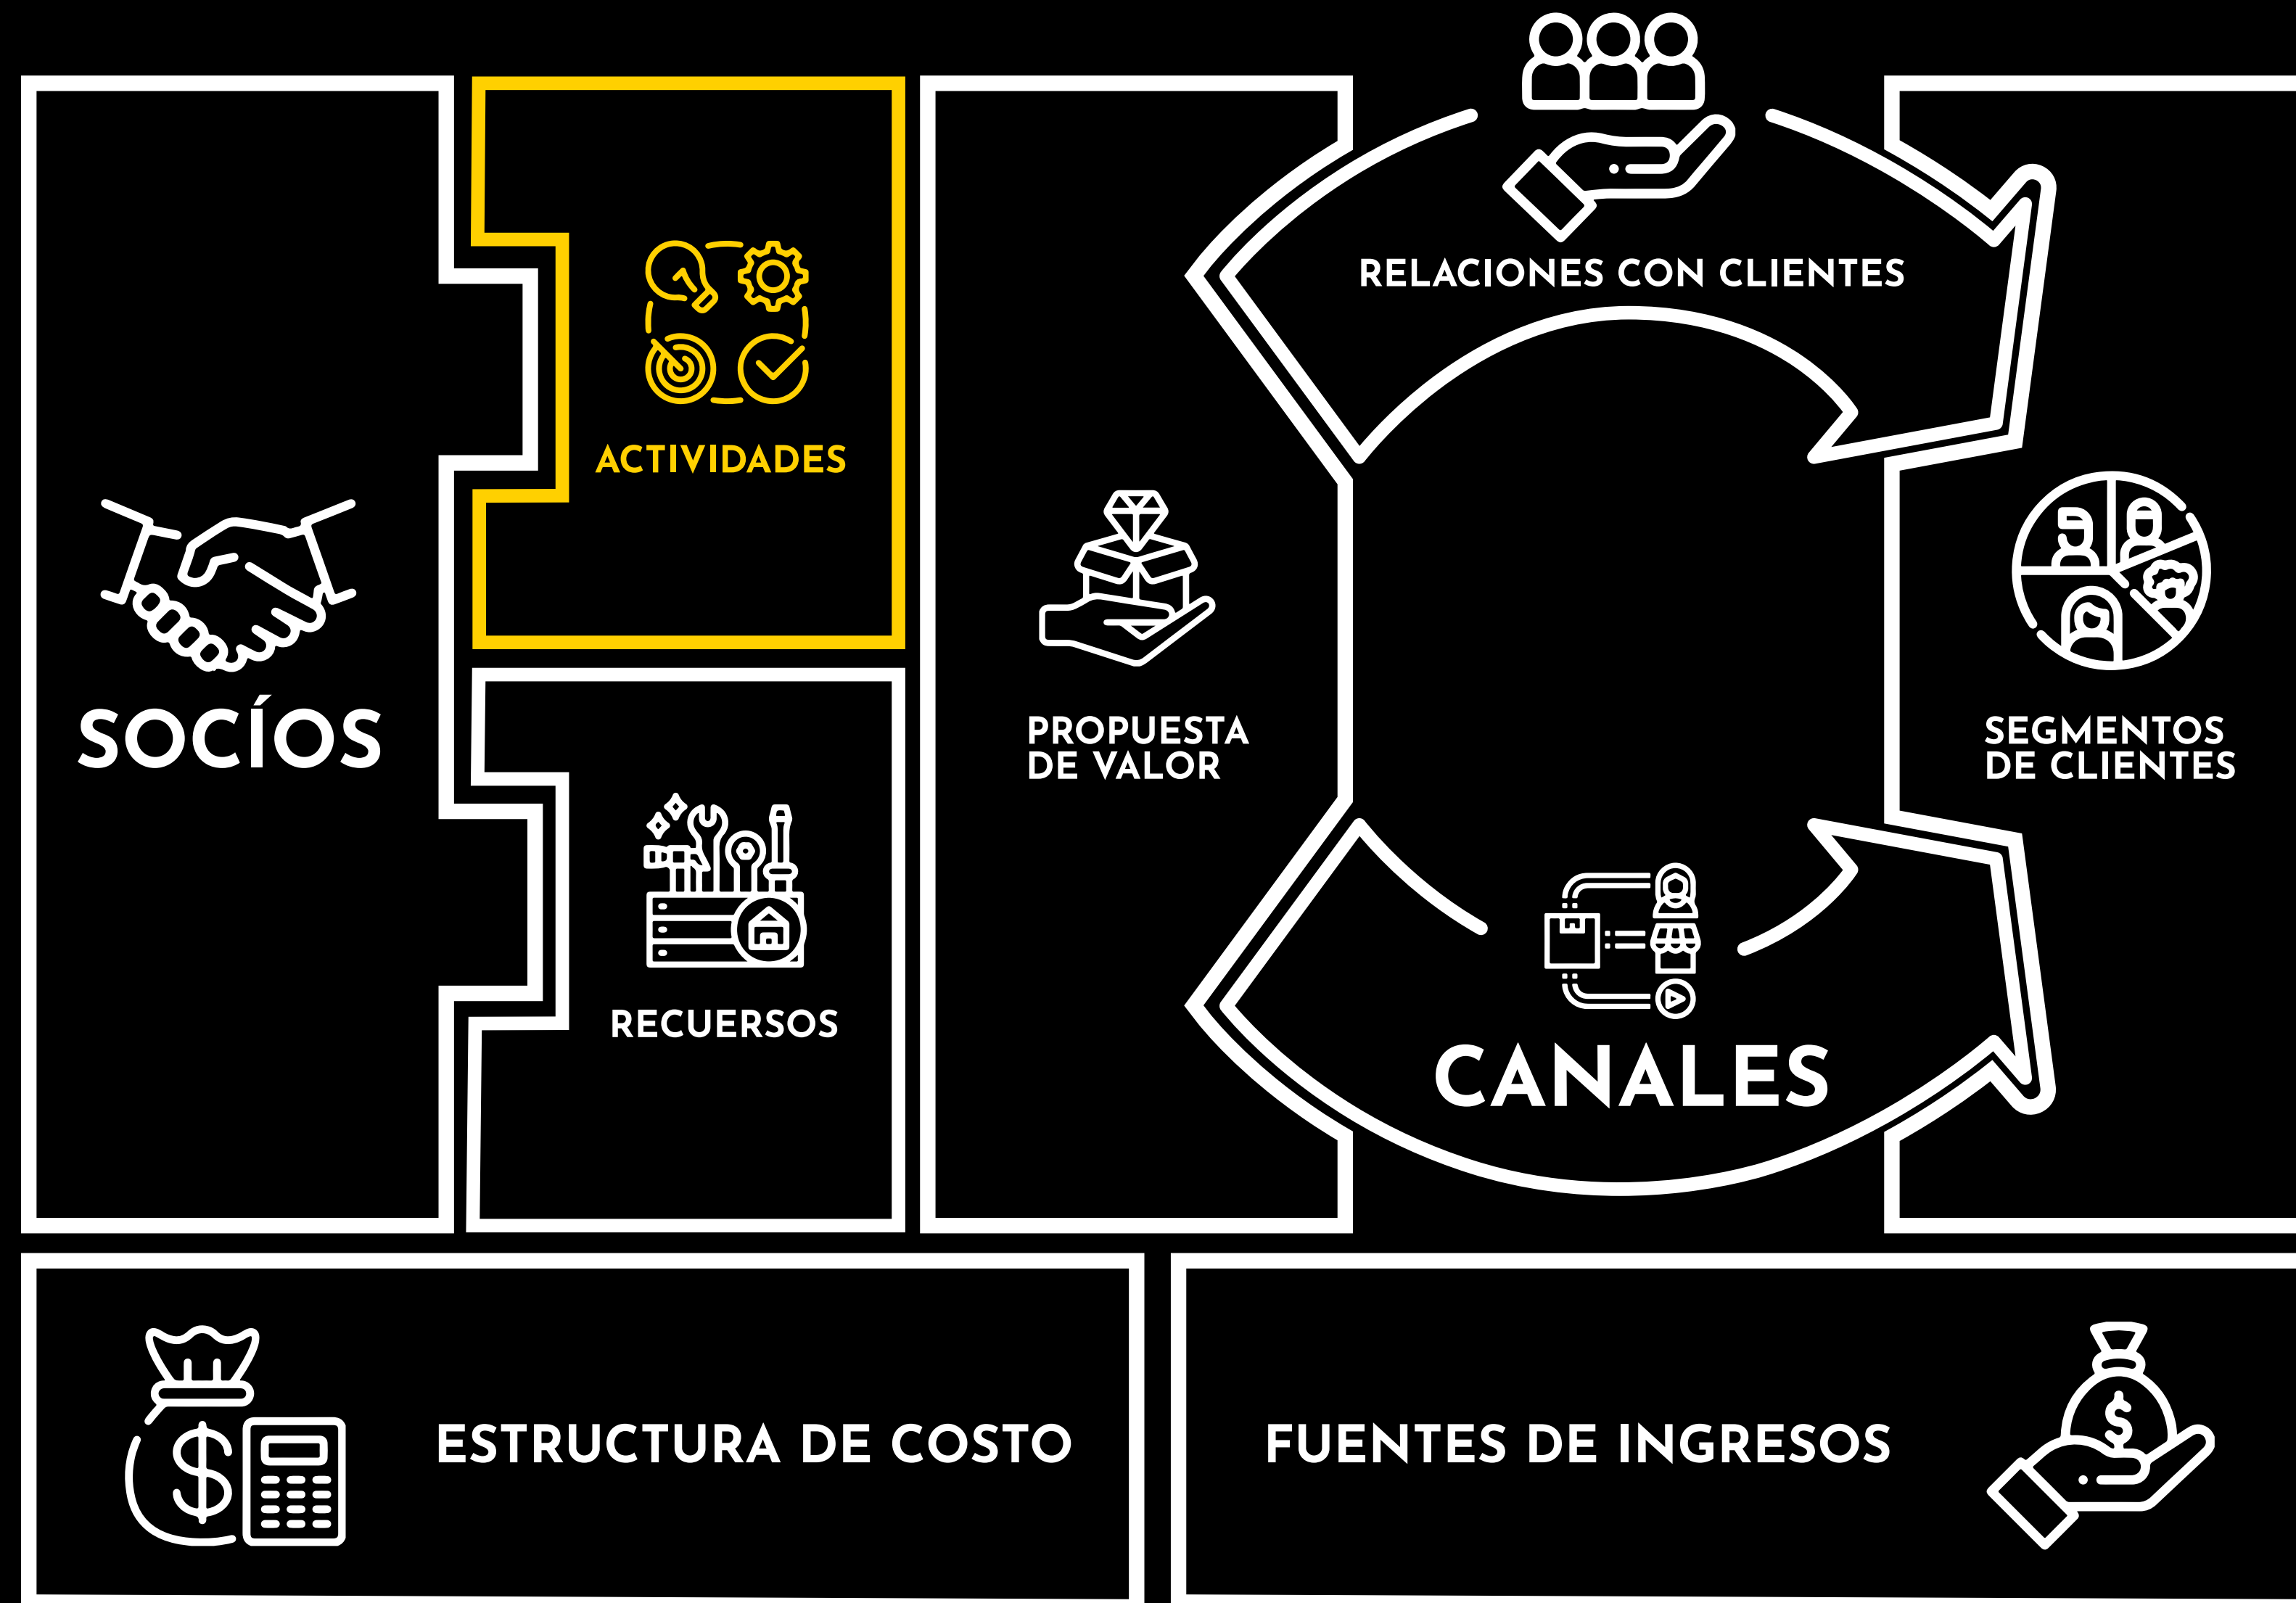 RELACIONES CON CLIENTES
ACTIVIDADES
SOCÍOS
PROPUESTA
DE VALOR
SEGMENTOS
DE CLIENTES
RECUERSOS
CANALES
ESTRUCTURA DE COSTO
FUENTES DE INGRESOS